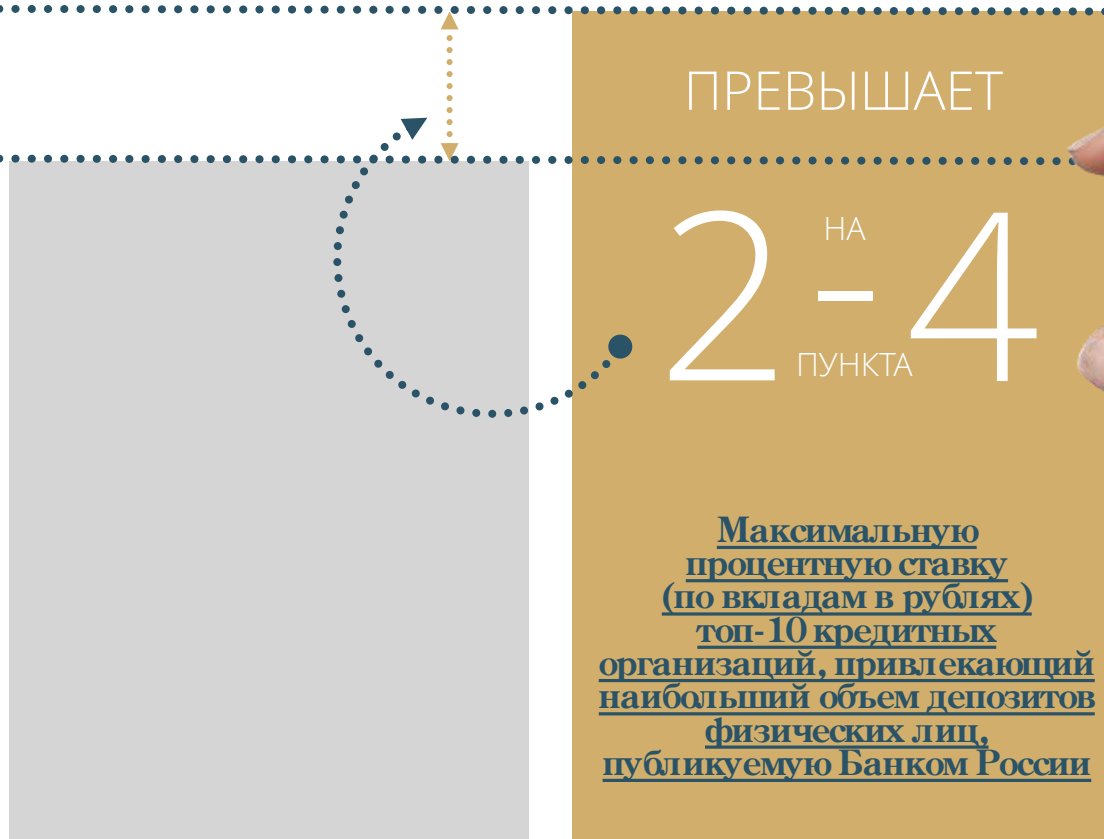 ПРЕВЫШАЕТ
НА
2-4
ПУНКТА
Максимальную
процентную ставку
(по вкладам в рублях)
топ-10 кредитных
организаций, привлекающий
наибольший объем депозитов
физических лиц,
публикуемую Банком России